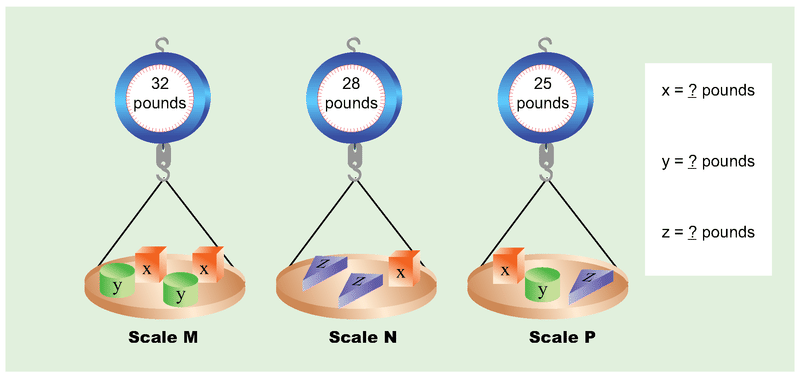 32
pounds
28
pounds
25
pounds
x = ? pounds
y = ? pounds
z = ? pounds
y
x
y
x
z
z
x
x
y
z
Scale M
Scale N
Scale P